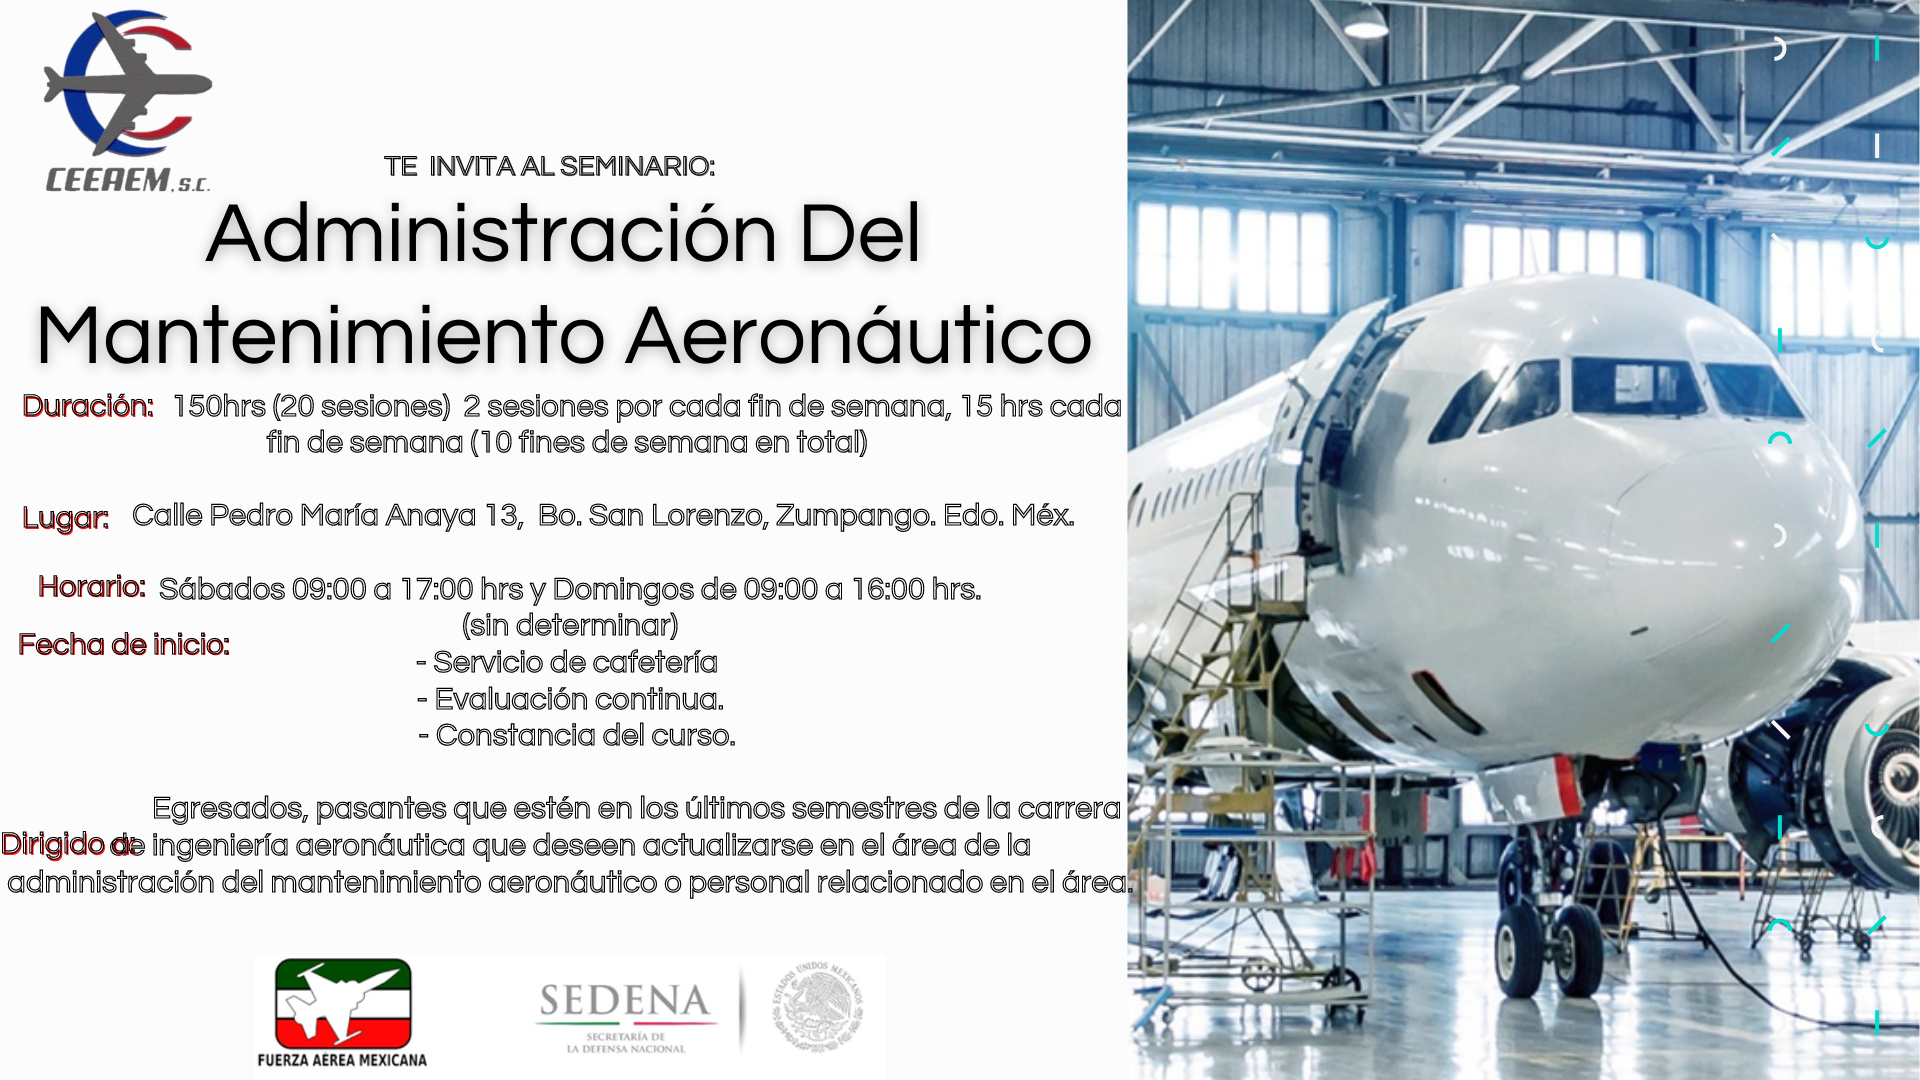 CEEAEM, S.C.
TE INVITA AL SEMINARIO:
Administración Del
Mantenimiento Aeronáutico
Duración: 150hrs (20 sesiones) 2 sesiones por cada fin de semana, 15 hrs cada
fin de semana (10 fines de semana en total)
Lugar: Calle Pedro María Anaya 13, Bo. San Lorenzo, Zumpango. Edo. Méx.
Horario: Sábados 09:00 a 17:00 hrs y Domingos de 09:00 a 16:00 hrs.
Fecha de inicio: (sin determinar)
- Servicio de cafetería
- Evaluación continua.
- Constancia del curso.
Egresados, pasantes que estén en los últimos semestres de la carrera
Dirigido a: de ingeniería aeronáutica que deseen actualizarse en el área de la
administración del mantenimiento aeronáutico o personal relacionado en el área.
FUERZA AÉREA MEXICANA
SEDENA
SECRETARÍA DE
LA DEFENSA NACIONAL
ESTADOS UNIDOS MEXICANOS